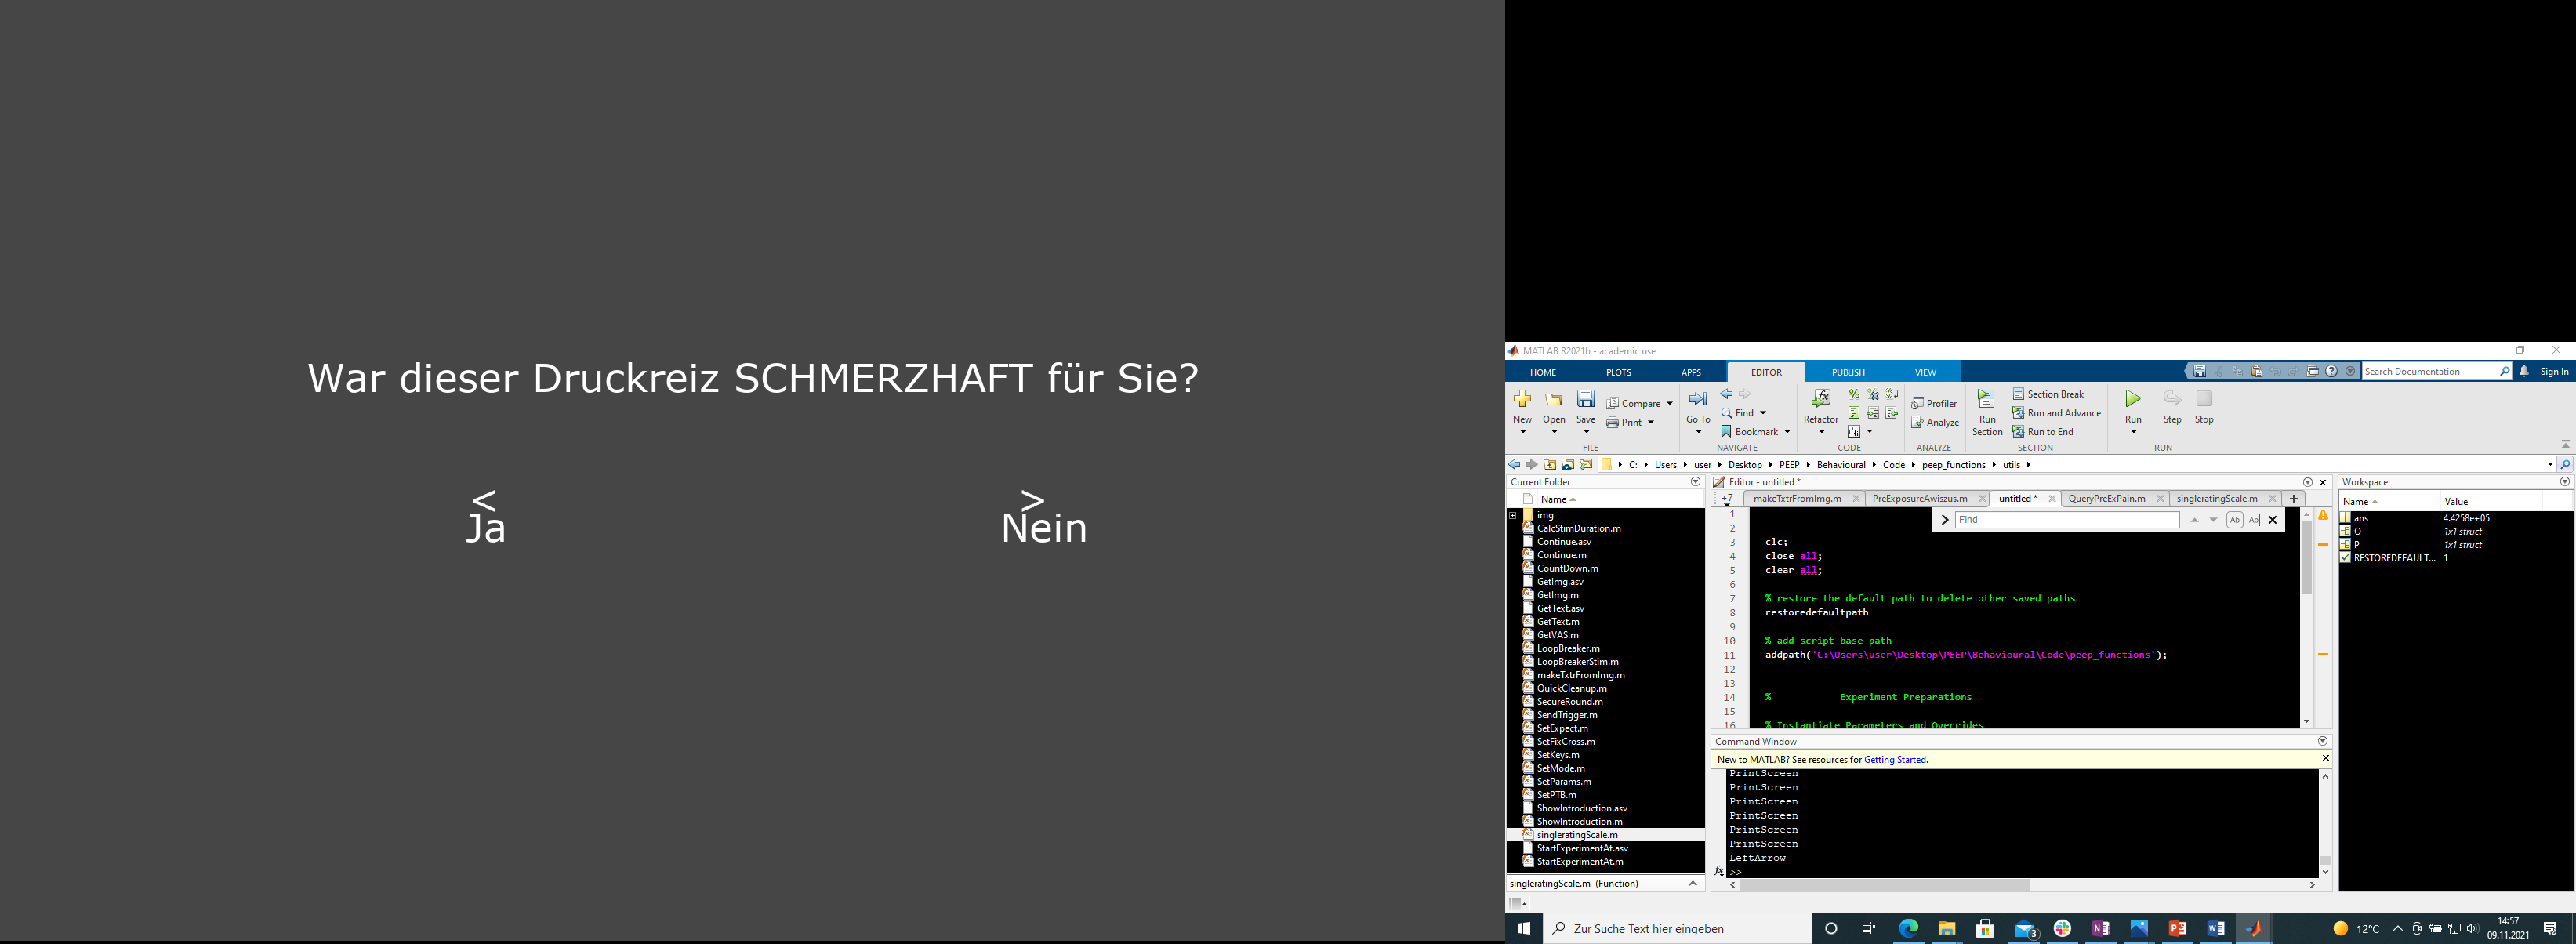 War dieser Druckreiz SCHMERZHAFT für Sie?
< >
Ja Nein
MATLAB R2021b - academic use
HOME PLOTS APPS EDITOR PUBLISH VIEW
Search Documentation
Sign In
New Open Save
Compare
Print
FILE
Go To
Find
Bookmark
NAVIGATE
Refactor
CODE
Profiler
Analyze
ANALYZE
Run Section
Section Break
Run and Advance
Run to End
SECTION
Run Step Stop
RUN
C: Users user Desktop PEEP Behavioural Code peep_functions utils
Current Folder
Name
img
CalcStimDuration.m
Continue.asv
Continue.m
CountDown.m
GetImg.asv
GetImg.m
GetText.asv
GetText.m
GetVAS.m
LoopBreaker.m
LoopBreakerStim.m
makeTxtrFromImg.m
QuickCleanup.m
SecureRound.m
SendTrigger.m
SetExpect.m
SetFixCross.m
SetKeys.m
SetMode.m
SetParams.m
SetPTB.m
ShowIntroduction.asv
ShowIntroduction.m
singleratingScale.m
StartExperimentAt.asv
StartExperimentAt.m
singleratingScale.m (Function)
Editor - untitled *
+7 makeTxtrFromImg.m PreExposureAwiszus.m untitled * QueryPreExPain.m singleratingScale.m +
Find
1
2
3 clc;
4 close all;
5 clear all;
6
7 % restore the default path to delete other saved paths
8 restoredefaultpath
9
10 % add script base path
11 addpath('C:\Users\user\Desktop\PEEP\Behavioural\Code\peep_functions');
12
13
14 % Experiment Preparations
15
16 % Instantiate Parameters and Overrides
Command Window
New to MATLAB? See resources for Getting Started.
PrintScreen
PrintScreen
PrintScreen
PrintScreen
PrintScreen
PrintScreen
LeftArrow
fx >>
Workspace
Name Value
ans 4.4258e+05
O 1x1 struct
P 1x1 struct
RESTOREDEFAULT... 1
Zur Suche Text hier eingeben
3
12°C
14:57
09.11.2021